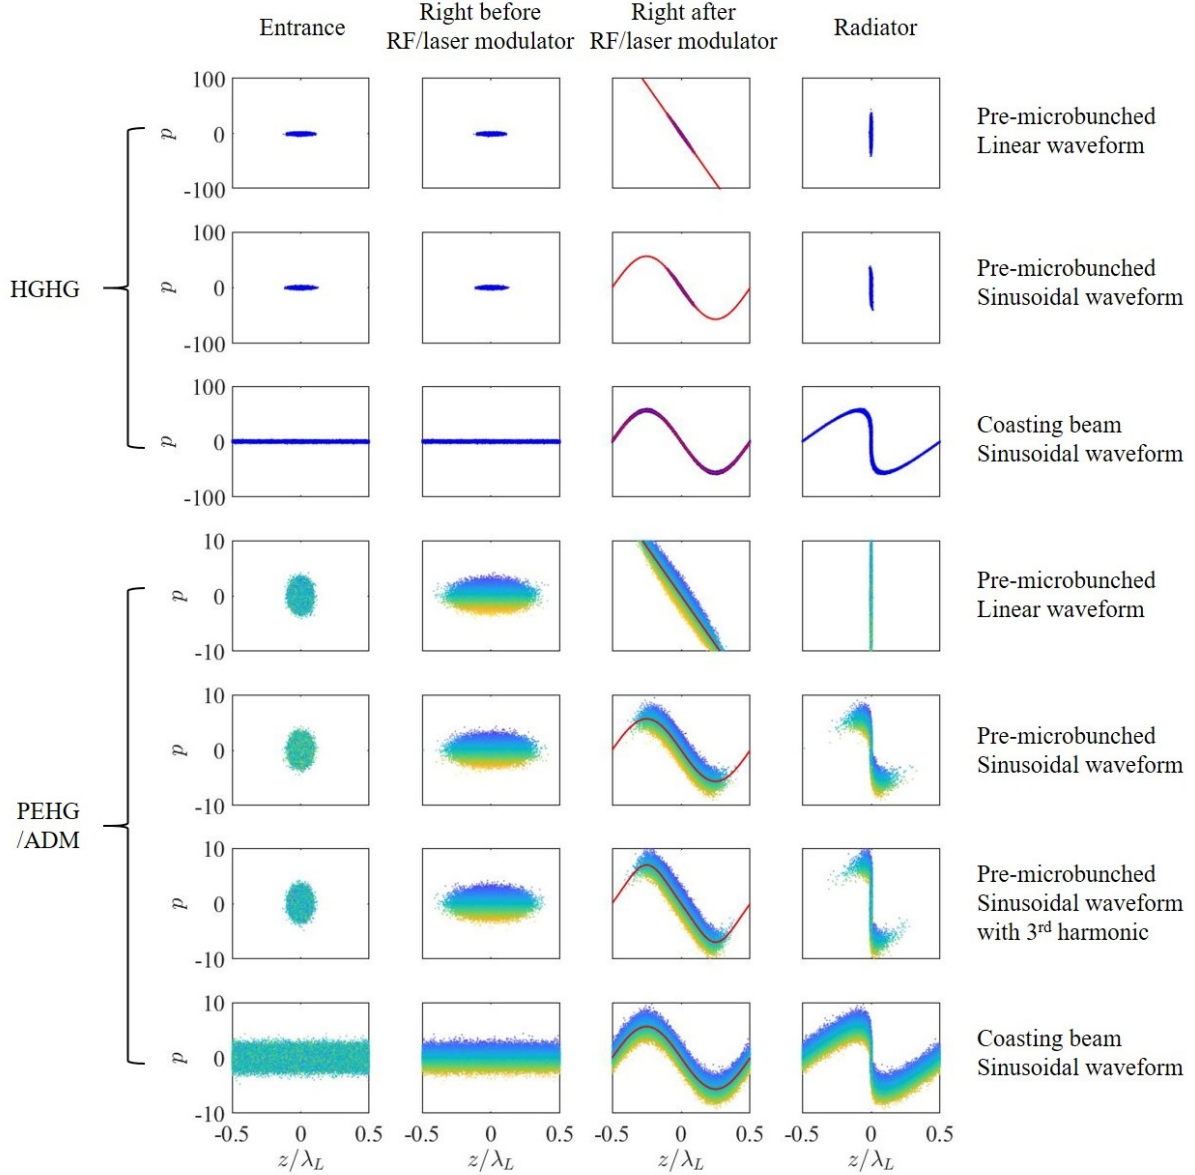 Entrance
Right before
RF/laser modulator
Right after
RF/laser modulator
Radiator
HGHG
100
p
0
-100
Pre-microbunched
Linear waveform
100
p
0
-100
Pre-microbunched
Sinusoidal waveform
100
p
0
-100
Coasting beam
Sinusoidal waveform
PEHG
/ADM
10
p
0
-10
Pre-microbunched
Linear waveform
10
p
0
-10
Pre-microbunched
Sinusoidal waveform
10
p
0
-10
Pre-microbunched
Sinusoidal waveform
with 3rd harmonic
10
p
0
-10
Coasting beam
Sinusoidal waveform
-0.5 0 0.5 -0.5 0 0.5 -0.5 0 0.5 -0.5 0 0.5
z/λL z/λL z/λL z/λL